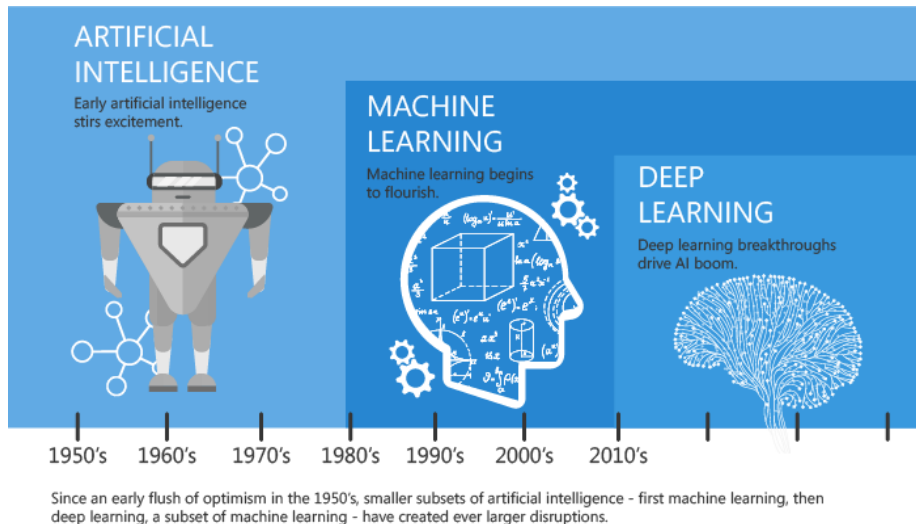 ARTIFICIAL
INTELLIGENCE
Early artificial intelligence
stirs excitement.
MACHINE
LEARNING
Machine learning begins
to flourish.
DEEP
LEARNING
Deep learning breakthroughs
drive AI boom.
1950's 1960's 1970's 1980's 1990's 2000's 2010's
Since an early flush of optimism in the 1950's, smaller subsets of artificial intelligence - first machine learning, then
deep learning, a subset of machine learning - have created ever larger disruptions.